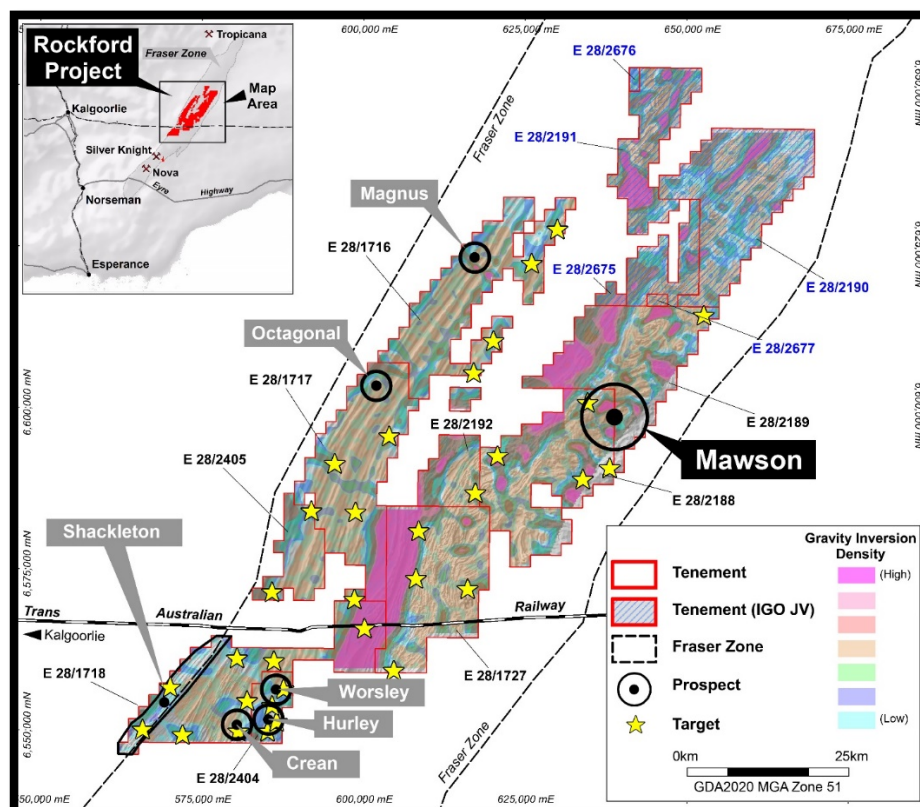 600,000 mE
625,000 mE
650,000 mE
675,000 mE
Tropicana
Fraser Zone
Rockford
Project
Map
Area
Kalgoorlie
Silver Knight
Nova
Eyre
Highway
Norseman
Esperance
Fraser Zone
E 28/2676
E 28/2191
Magnus
E 28/1716
E 28/2675
E 28/2190
E 28/2677
Octagonal
6,600,000 mN
6,600,000 mN
E 28/1717
E 28/2192
E 28/2189
E 28/2405
Mawson
E 28/2188
Shackleton
6,575,000 mN
Trans
Australian
Railway
Kalgoorlie
E 28/1718
E 28/1727
Worsley
Hurley
Crean
6,550,000 mN
E 28/2404
Fraser Zone
Tenement
Tenement (IGO JV)
Fraser Zone
Prospect
Target
Gravity Inversion
Density
(High)
(Low)
0km
25km
GDA2020 MGA Zone 51
575,000 mE
600,000 mE
625,000 mE